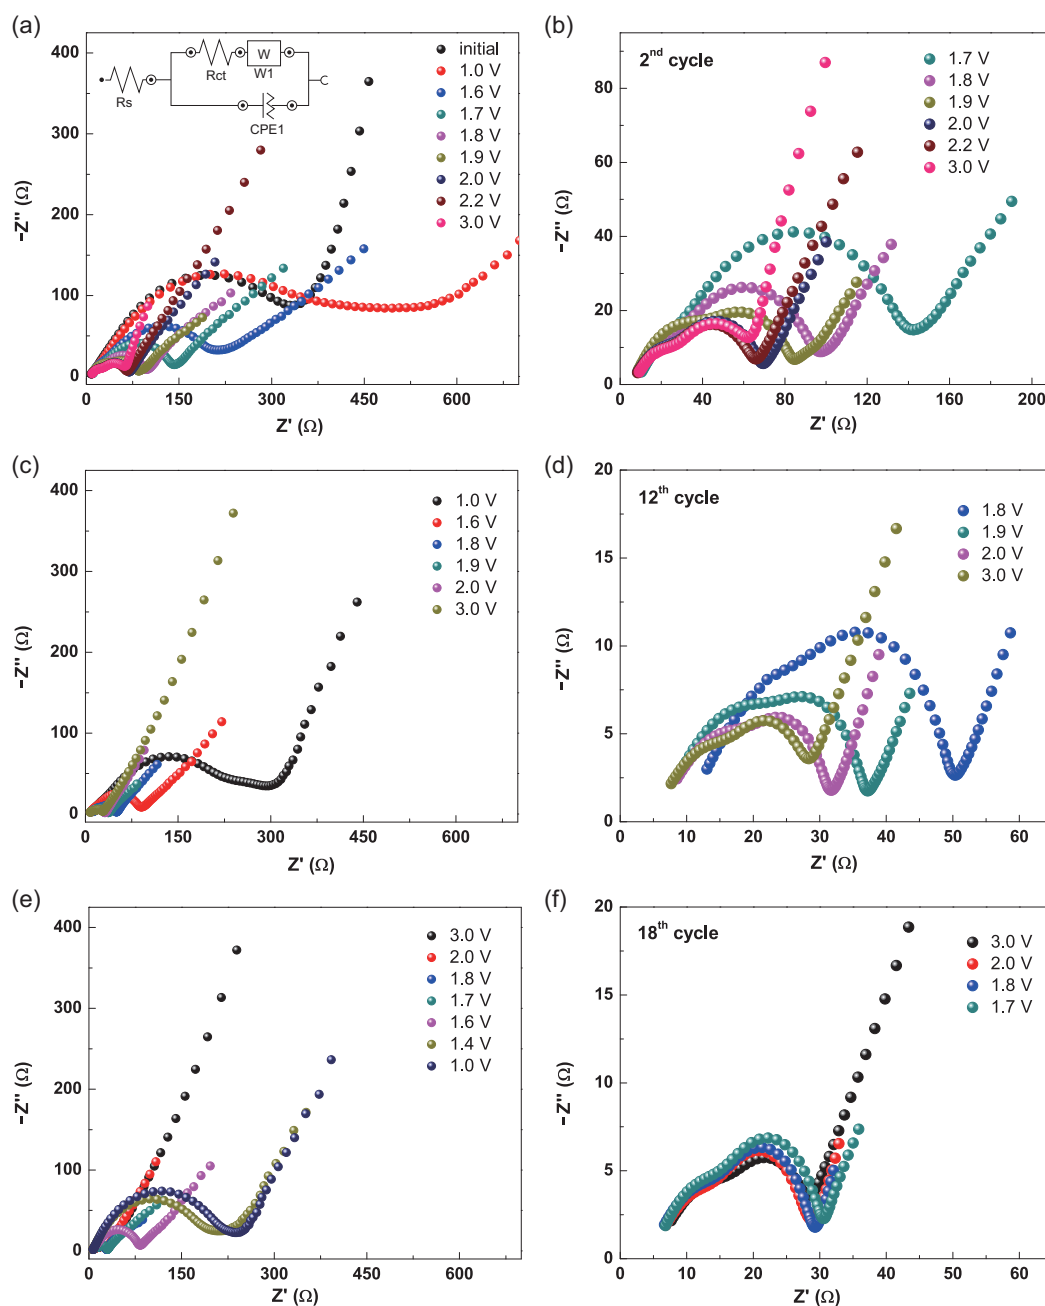 (a)
400
300
200
100
0
-Z'' (Ω)
0
150
300
450
600
Z' (Ω)
Rs
Rct
W
W1
CPE1
initial
1.0 V
1.6 V
1.7 V
1.8 V
1.9 V
2.0 V
2.2 V
3.0 V
(b)
2nd cycle
80
60
40
20
0
-Z'' (Ω)
0
40
80
120
160
200
Z' (Ω)
1.7 V
1.8 V
1.9 V
2.0 V
2.2 V
3.0 V
(c)
400
300
200
100
0
-Z'' (Ω)
0
150
300
450
600
Z' (Ω)
1.0 V
1.6 V
1.8 V
1.9 V
2.0 V
3.0 V
(d)
12th cycle
20
15
10
5
0
-Z'' (Ω)
0
10
20
30
40
50
60
Z' (Ω)
1.8 V
1.9 V
2.0 V
3.0 V
(e)
400
300
200
100
0
-Z'' (Ω)
0
150
300
450
600
Z' (Ω)
3.0 V
2.0 V
1.8 V
1.7 V
1.6 V
1.4 V
1.0 V
(f)
18th cycle
20
15
10
5
0
-Z'' (Ω)
0
10
20
30
40
50
60
Z' (Ω)
3.0 V
2.0 V
1.8 V
1.7 V